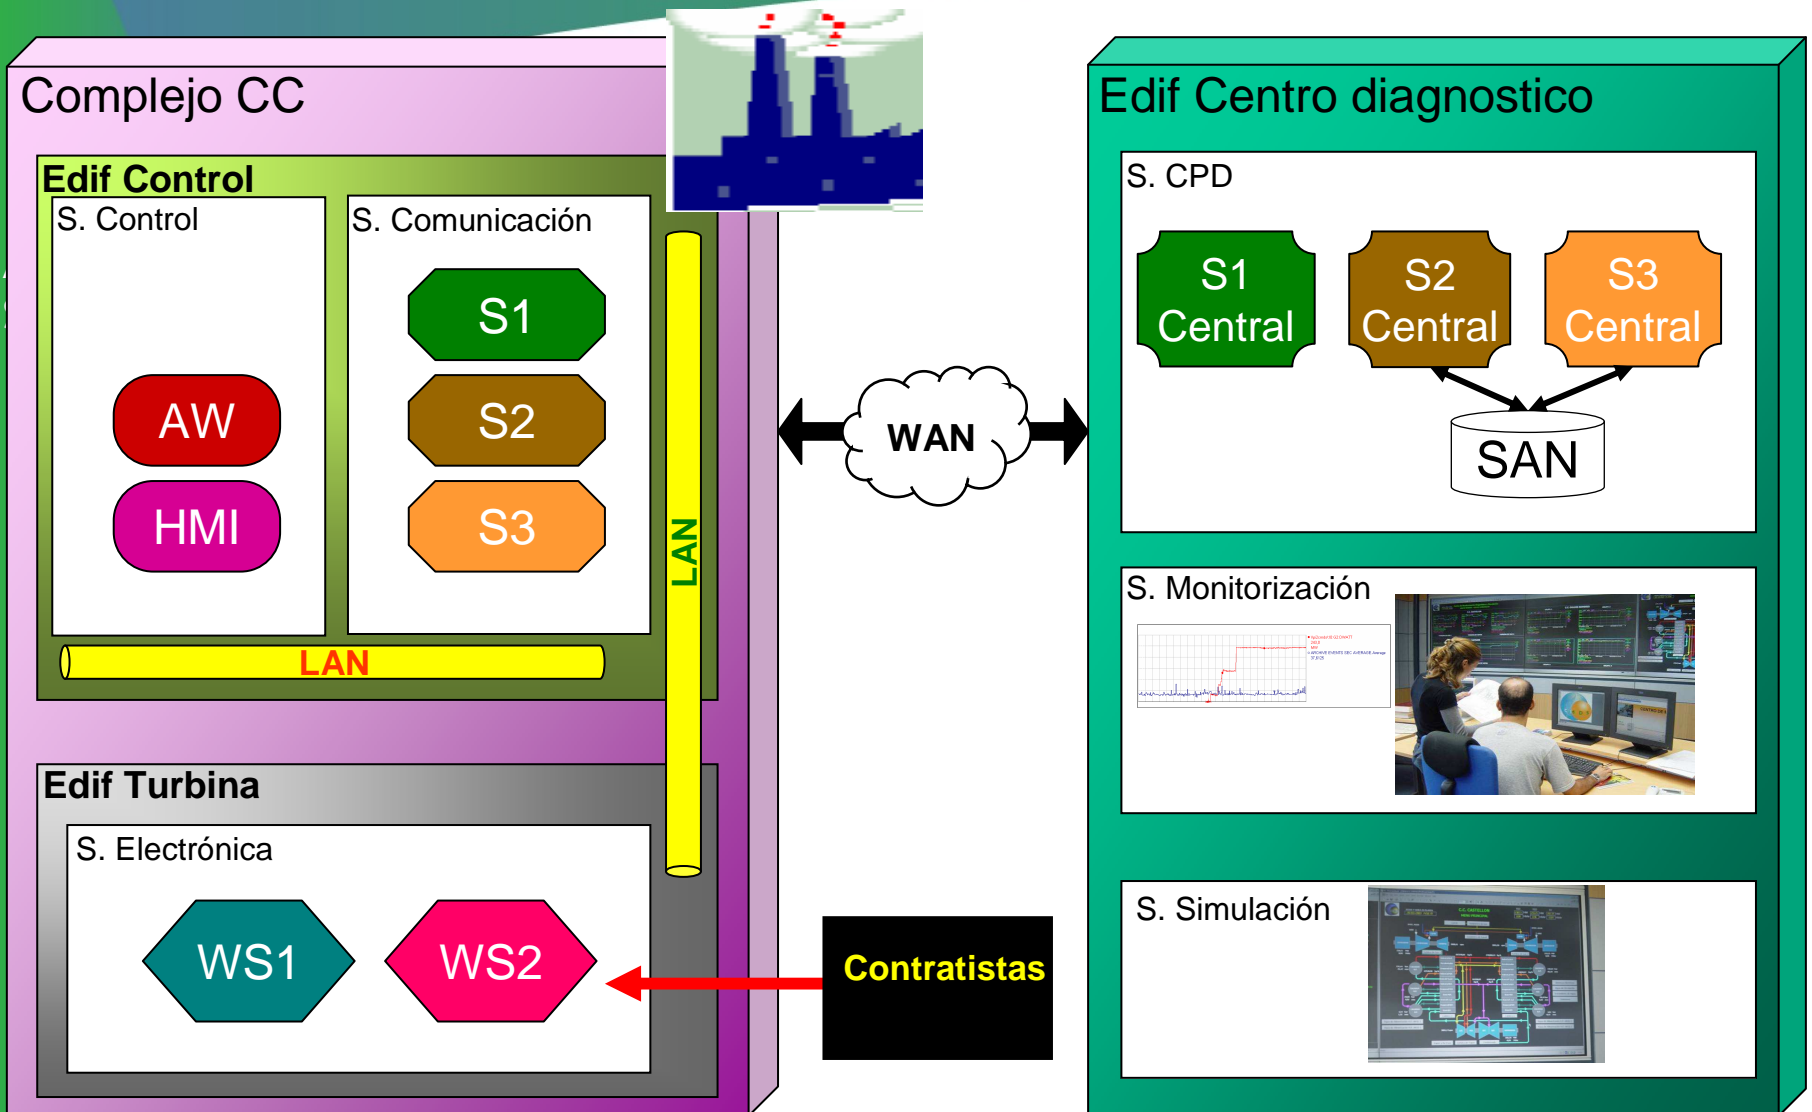 Complejo CC
Edif Control
S. Control
AW
HMI
S. Comunicación
S1
S2
S3
LAN
LAN
Edif Turbina
S. Electrónica
WS1
WS2
Contratistas
WAN
Edif Centro diagnostico
S. CPD
S1
Central
S2
Central
S3
Central
SAN
S. Monitorización
S. Simulación